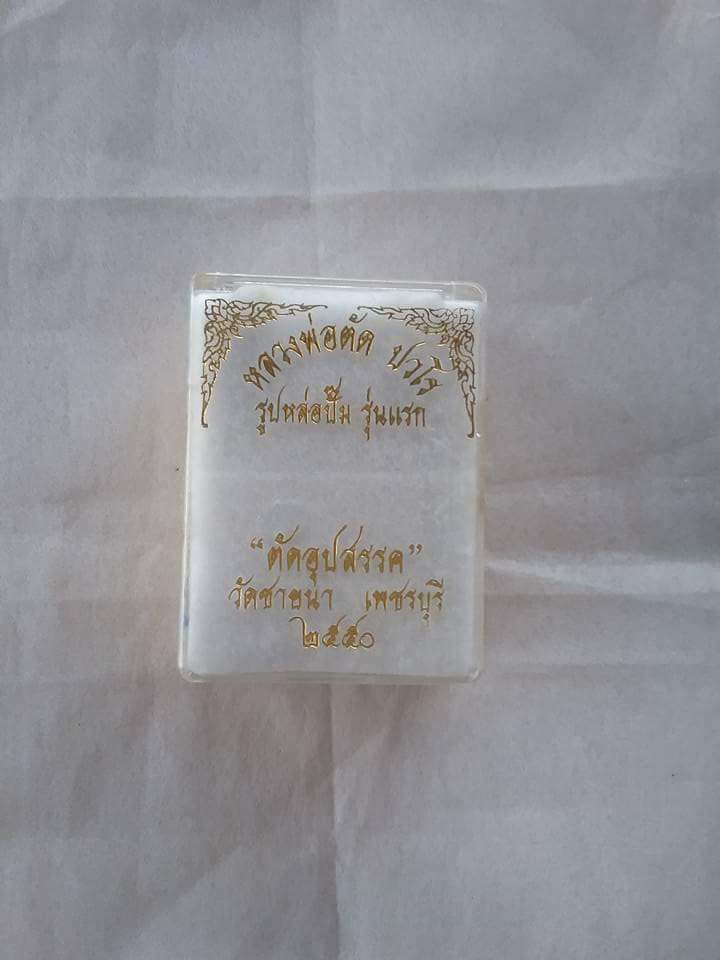 หลวงพ่อตัด ปวโร
รูปหล่อปั๊ม รุ่นแรก
“ตัดอุปสรรค”
วัดชายนา เพชรบุรี
๒๕๕๐